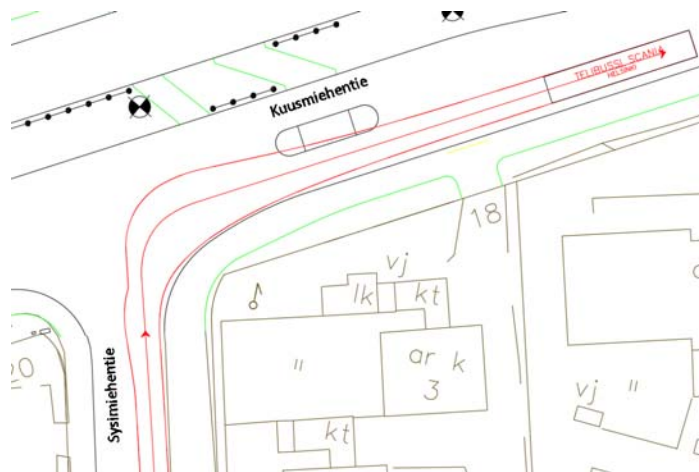 TELIBUSSI SCANIA
HELSINKI
Kuusmiehentie
18
vj
lk
kt
20
Sysimiehentie
"
ar k
3
vj "
kt